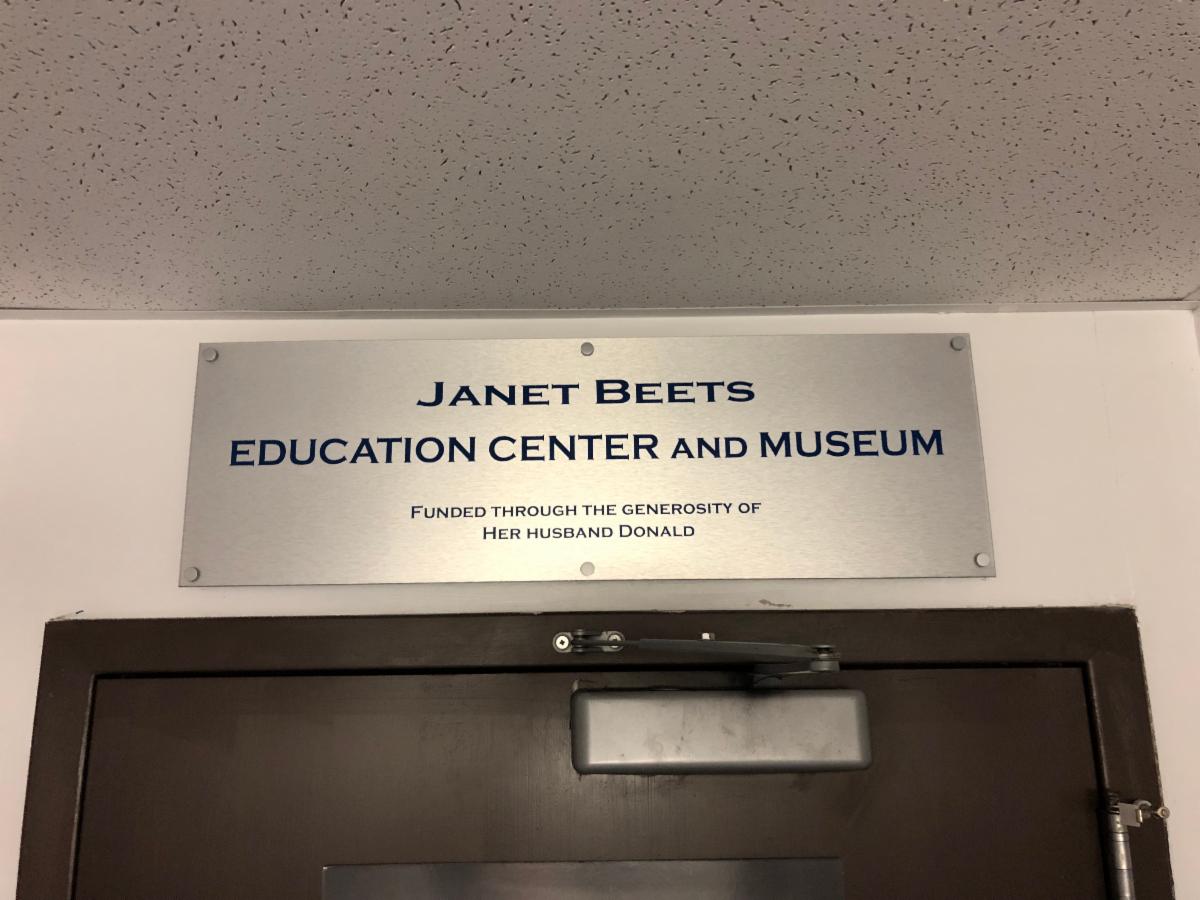 Janet Beets
EDUCATION CENTER AND MUSEUM
Funded through the generosity of
Her husband Donald